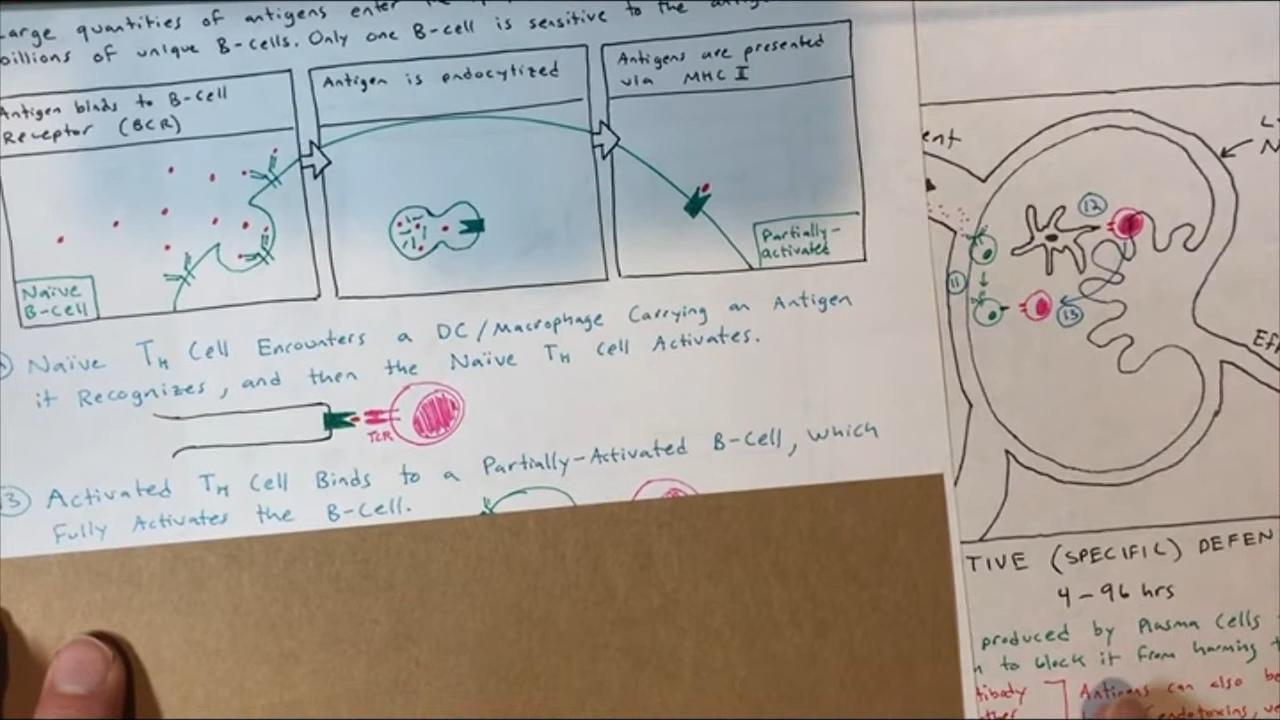 Large quantities of antigens enter
billions of unique B-cells. Only one B-cell is sensitive to the
Antigen binds to B-Cell
Receptor (BCR)
Antigen is endocytized
Antigens are presented
via MHC II
Naïve
B-Cell
Partially-
activated
Naïve TH Cell Encounters a DC/Macrophage Carrying an Antigen
it Recognizes, and then the Naïve TH Cell Activates.
TCR
13 Activated TH Cell Binds to a Partially-Activated B-Cell, which
Fully Activates the B-Cell.
12
11
13
TIVE (SPECIFIC) DEFEN
4-96 hrs
produced by Plasma Cells
to block it from harming
tibody
Antigens can also be
endotoxins,